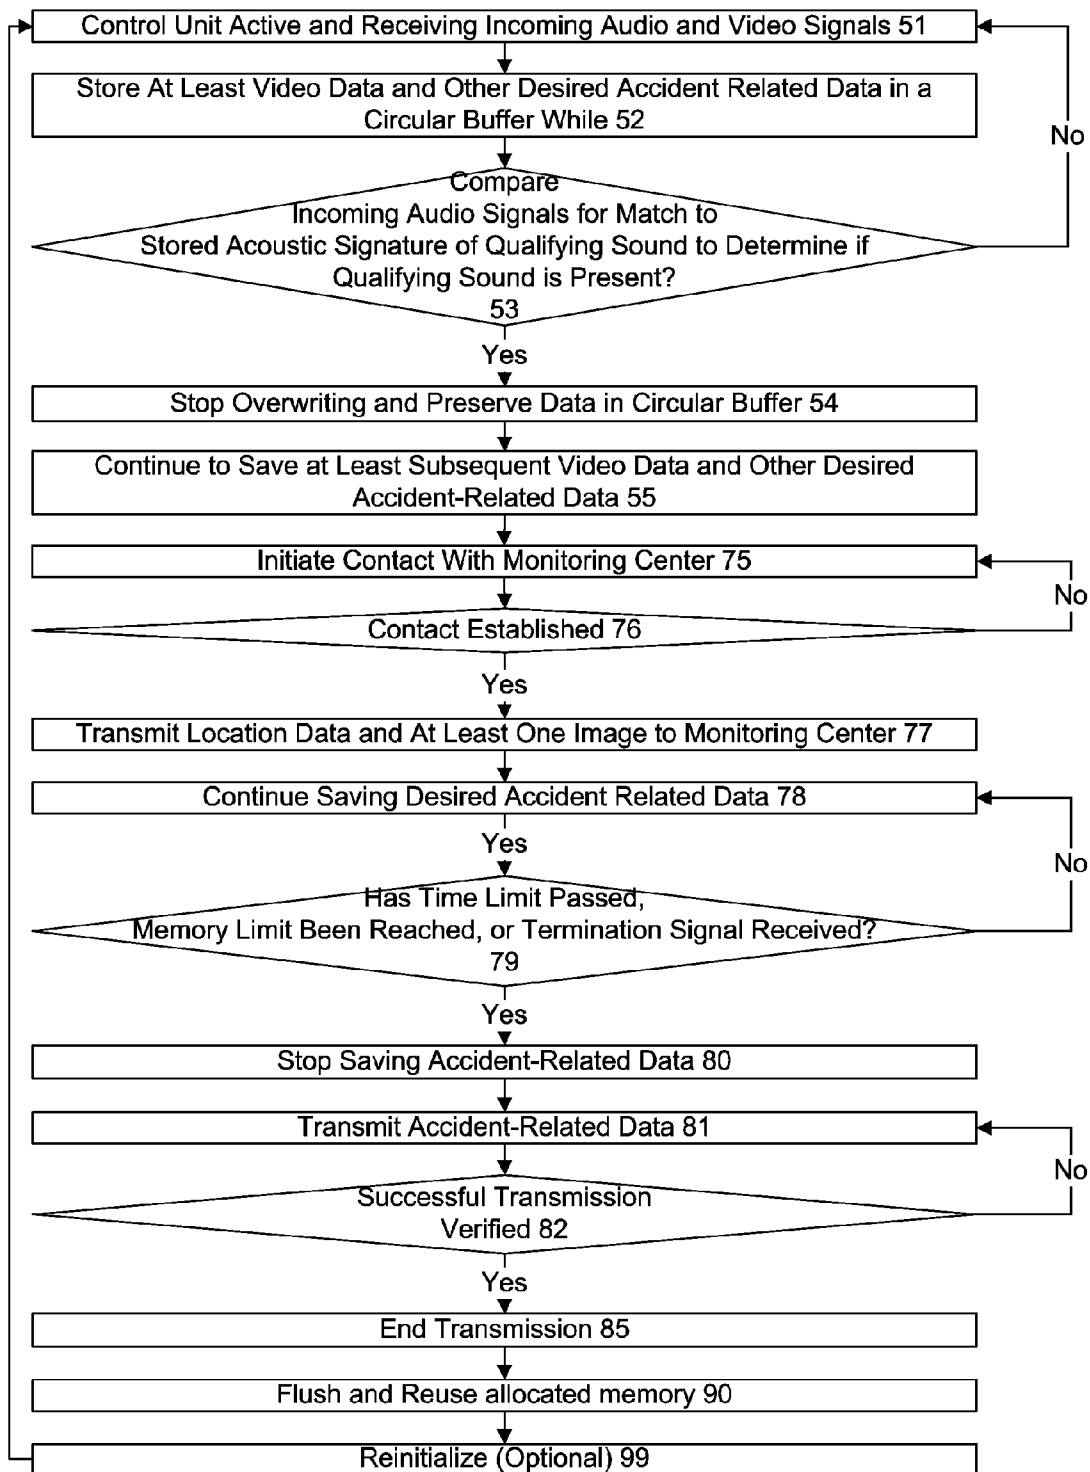 Control Unit Active and Receiving Incoming Audio and Video Signals 51
Store At Least Video Data and Other Desired Accident Related Data in a
Circular Buffer While 52
No
Compare
Incoming Audio Signals for Match to
Stored Acoustic Signature of Qualifying Sound to Determine if
Qualifying Sound is Present?
53
Yes
Stop Overwriting and Preserve Data in Circular Buffer 54
Continue to Save at Least Subsequent Video Data and Other Desired
Accident-Related Data 55
Initiate Contact With Monitoring Center 75
No
Contact Established 76
Yes
Transmit Location Data and At Least One Image to Monitoring Center 77
Continue Saving Desired Accident Related Data 78
Yes
No
Has Time Limit Passed,
Memory Limit Been Reached, or Termination Signal Received?
79
Yes
Stop Saving Accident-Related Data 80
Transmit Accident-Related Data 81
No
Successful Transmission
Verified 82
Yes
End Transmission 85
Flush and Reuse allocated memory 90
Reinitialize (Optional) 99